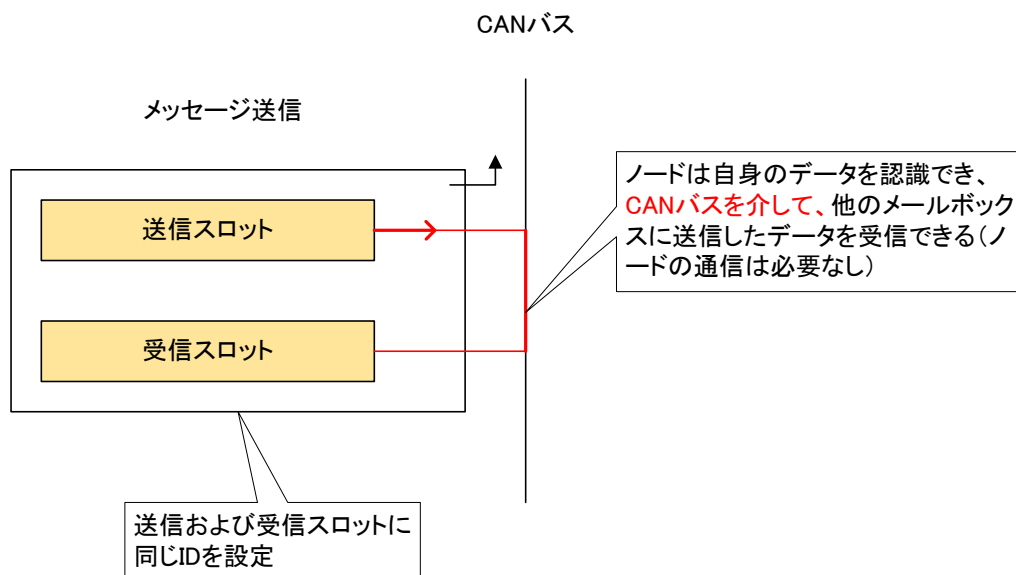 CANバス
メッセージ送信
送信スロット
受信スロット
ノードは自身のデータを認識でき、
CANバスを介して、他のメールボック
スに送信したデータを受信できる(ノ
ードの通信は必要なし)
送信および受信スロットに
同じIDを設定